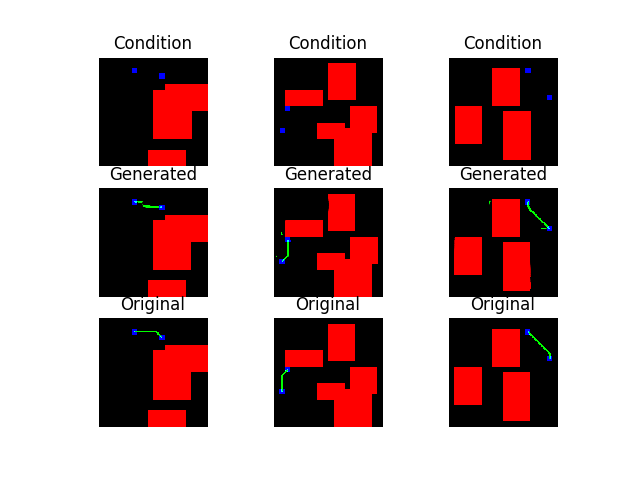 Condition Condition Condition
Generated Generated Generated
Original Original Original